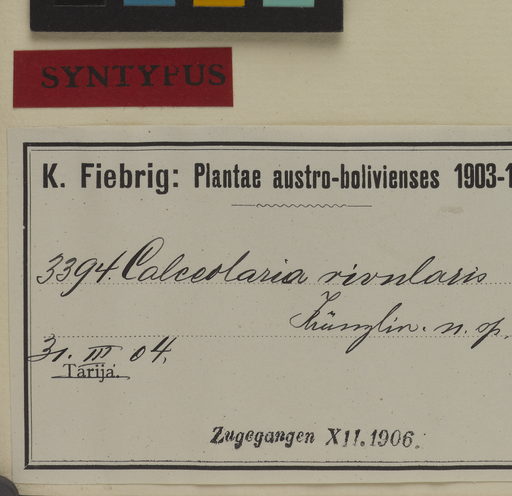 SYNTYPUS
K. Fiebrig: Plantae austro-bolivienses 1903-1
3394 Calceolaria rivularis
Kränzlin. n. sp.
31. III 04.
Tarija.
Zugegangen XII.1906.